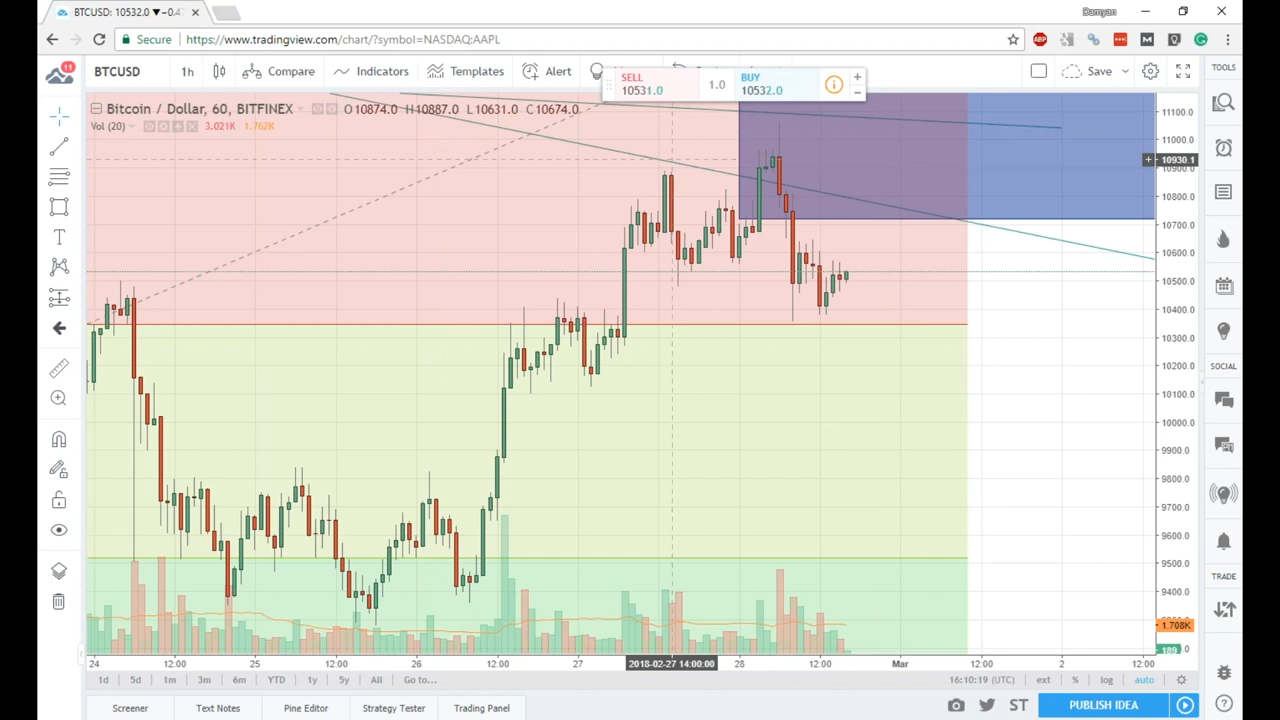 BTCUSD: 10532.0 ▼−0.4
Damyan
Secure https://www.tradingview.com/chart/?symbol=NASDAQ:AAPL
ABP
11
BTCUSD 1h Compare Indicators Templates Alert Save TOOLS
SELL 10531.0 1.0 BUY 10532.0
Bitcoin / Dollar, 60, BITFINEX O10874.0 H10887.0 L10631.0 C10674.0
Vol (20) 3.021K 1.762K
11100.0
11000.0
10930.1
10900.0
10800.0
10700.0
10600.0
10500.0
10400.0
10300.0
10200.0
10100.0
10000.0
9900.0
9800.0
9700.0
9600.0
9500.0
9400.0
1.708K
189
SOCIAL
TRADE
24 12:00 25 12:00 26 12:00 27 2018-02-27 14:00:00 28 12:00 Mar 12:00 2 12:00
1d 5d 1m 3m 6m YTD 1y 5y All Go to... 16:10:19 (UTC) ext % log auto
Screener Text Notes Pine Editor Strategy Tester Trading Panel ST PUBLISH IDEA